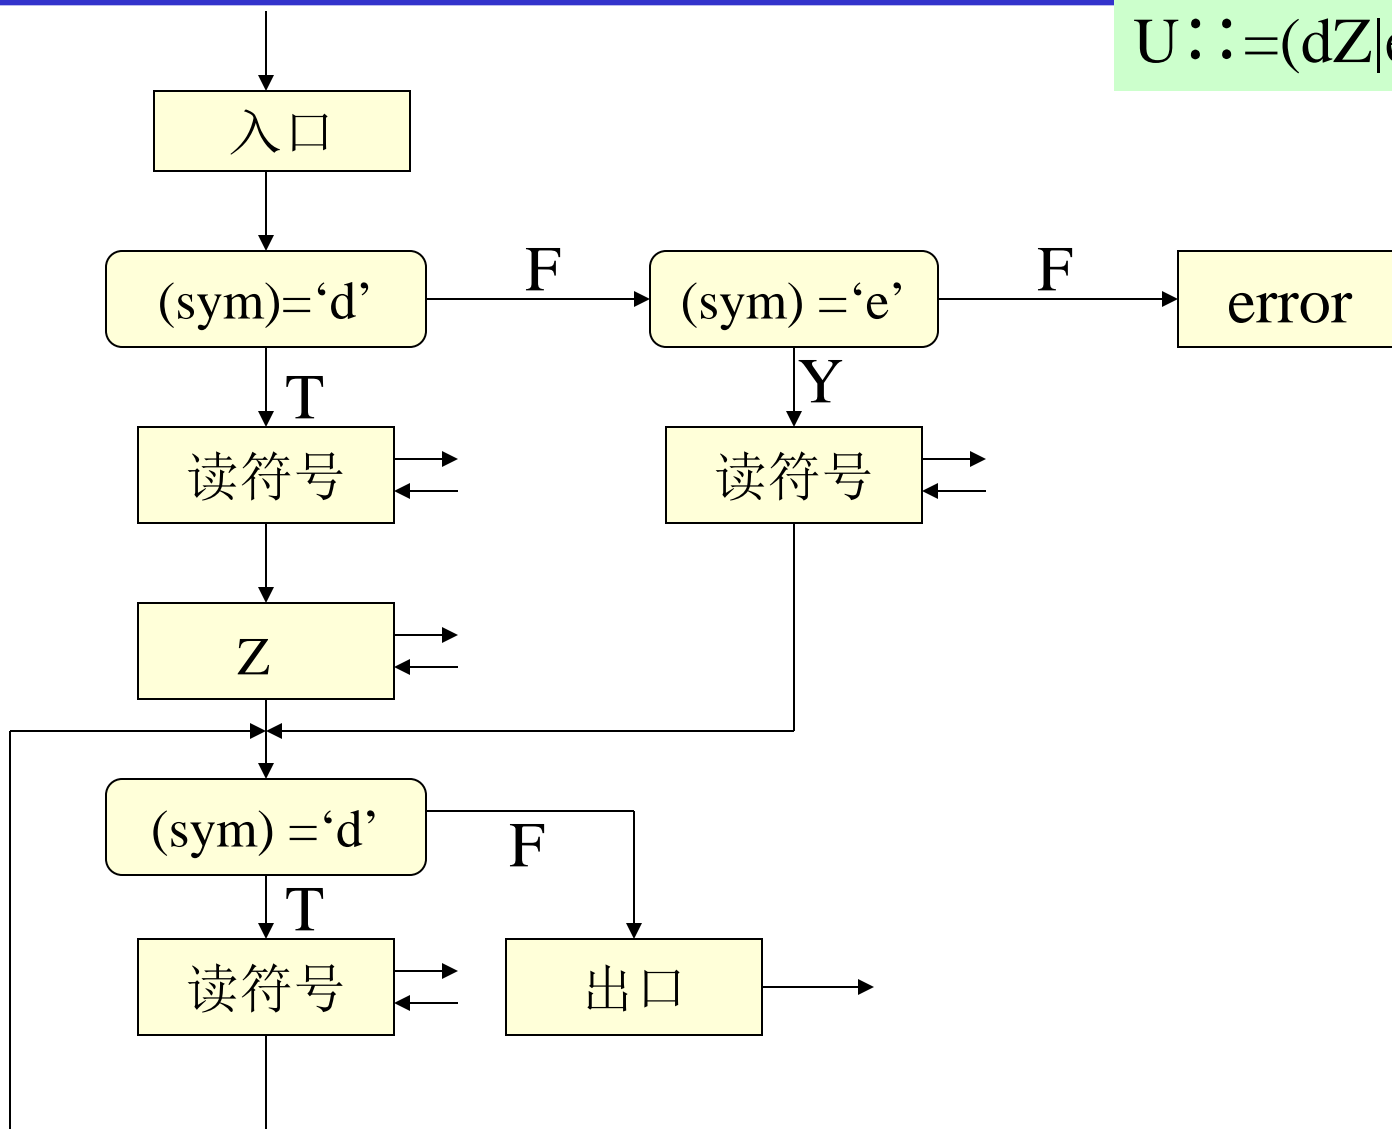 U∷=(dZ|e
入口
(sym)=‘d’
F
(sym) =‘e’
F
error
T
Y
读符号
读符号
Z
(sym) =‘d’
F
T
读符号
出口